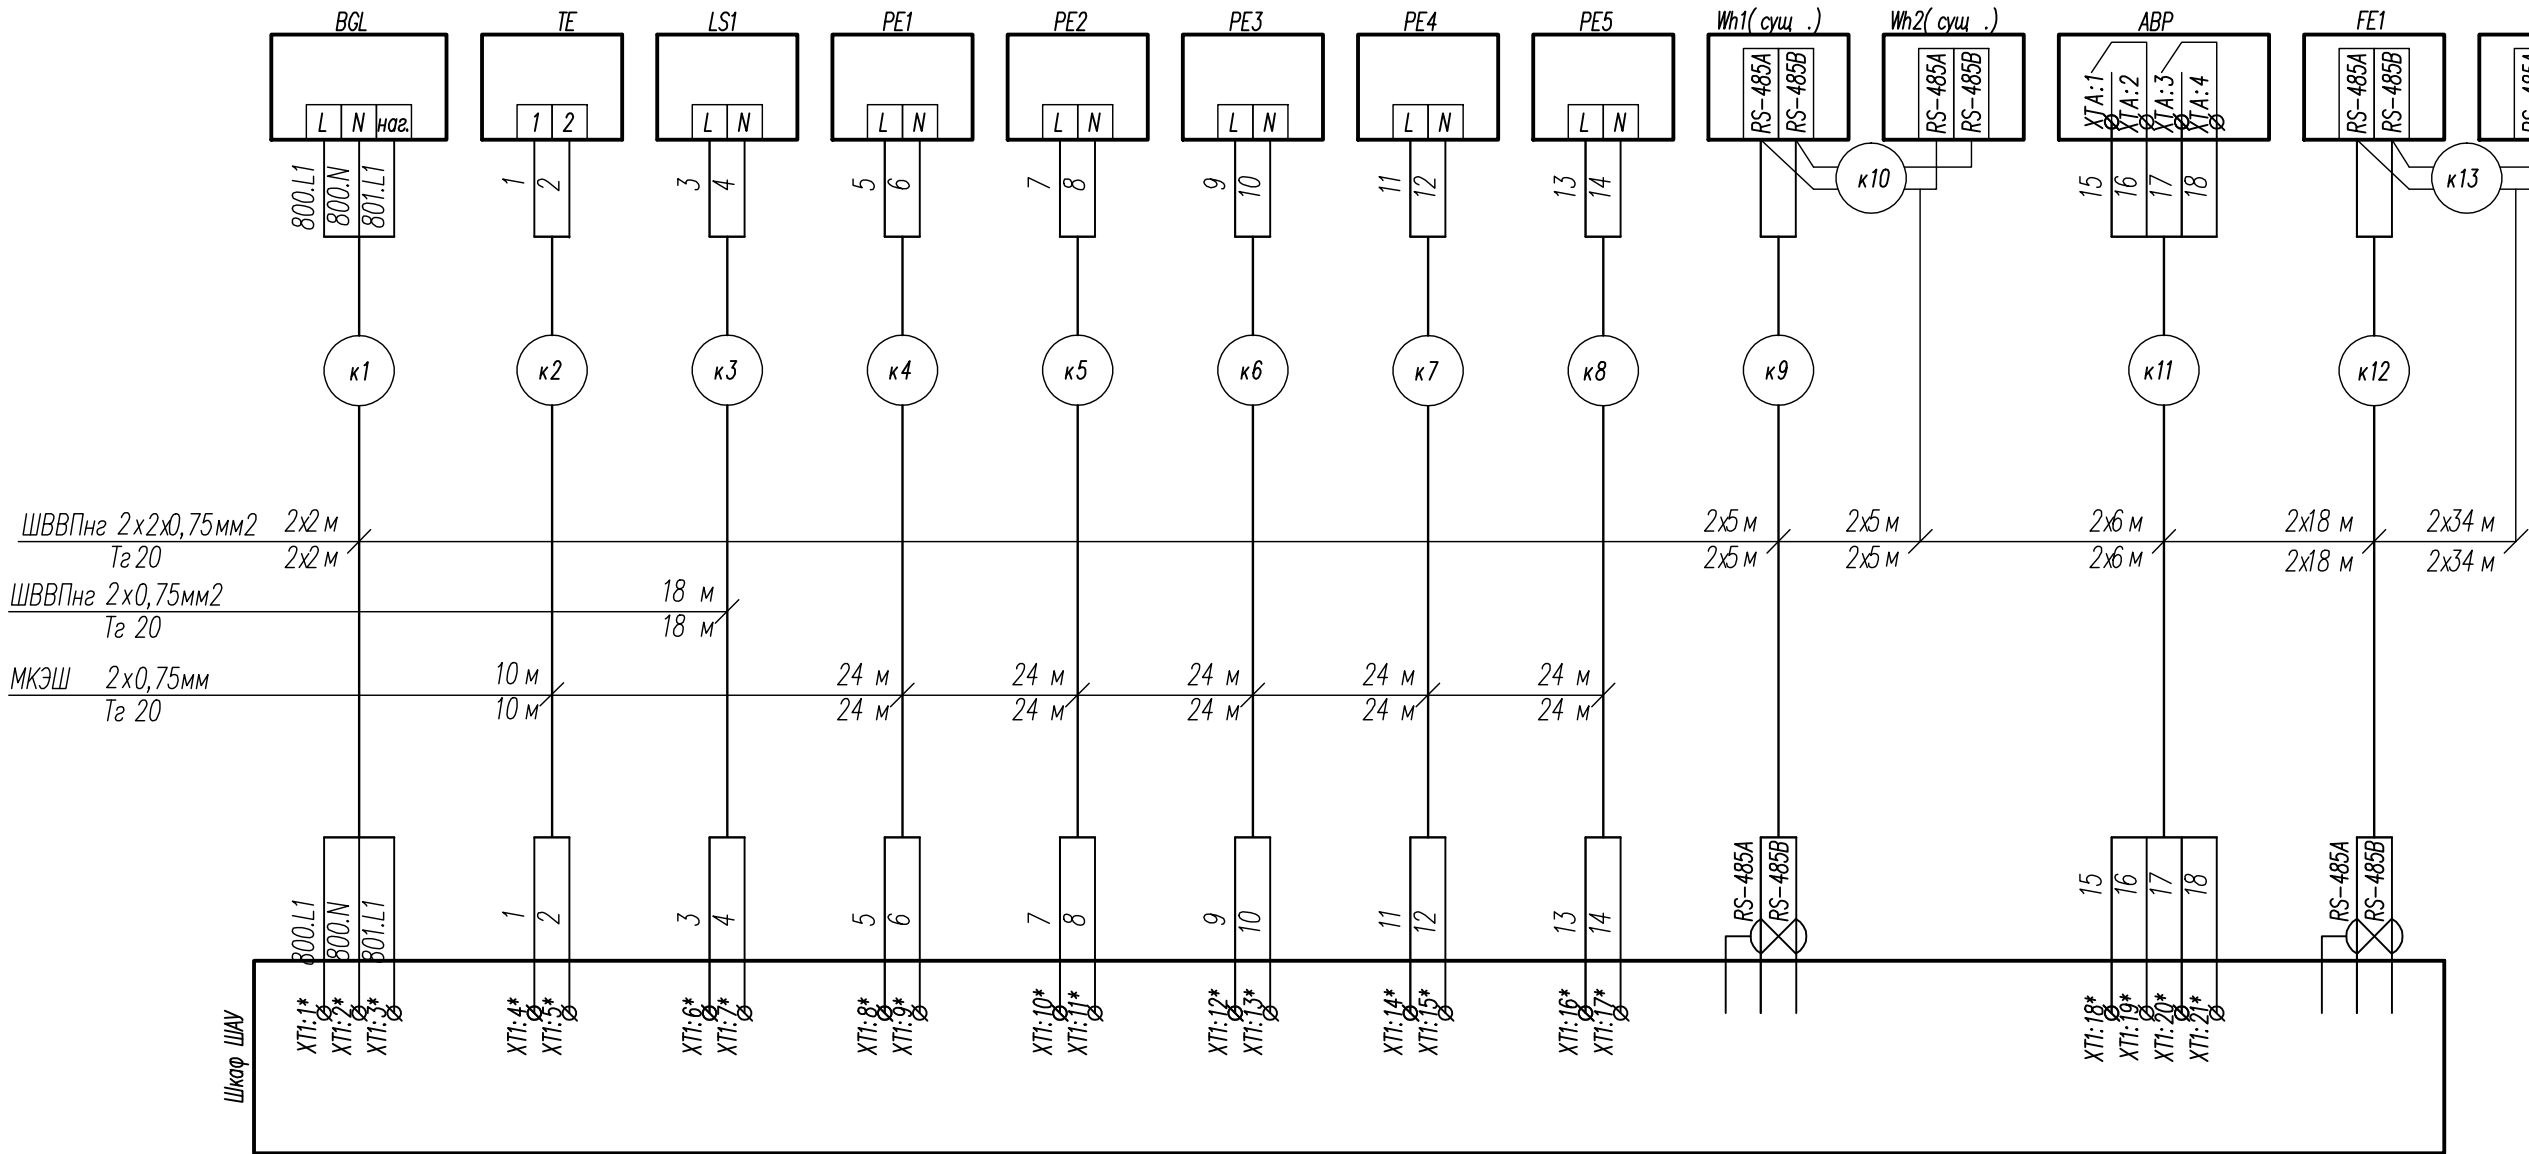 BGL TE LS1 PE1 PE2 PE3 PE4 PE5 Wh1( сущ .) Wh2( сущ .) АВР FE1
L N наг. 1 2 L N L N L N L N L N L N RS-485A RS-485B RS-485A RS-485B XTA:1 XTA:2 XTA:3 XTA:4 RS-485A RS-485B RS-485A
800.L1 800.N 801.L1 1 2 3 4 5 6 7 8 9 10 11 12 13 14 к10 15 16 17 18 к13
к1 к2 к3 к4 к5 к6 к7 к8 к9 к11 к12
ШВВПнг 2х2х0,75мм2 2х2 м 2х5 м 2х5 м 2х6 м 2х18 м 2х34 м
Тг 20 2х2 м 2х5 м 2х5 м 2х6 м 2х18 м 2х34 м
ШВВПнг 2х0,75мм2 18 м
Тг 20 18 м
МКЭШ 2х0,75мм 10 м 24 м 24 м 24 м 24 м 24 м
Тг 20 10 м 24 м 24 м 24 м 24 м 24 м
800.L1 800.N 801.L1 1 2 3 4 5 6 7 8 9 10 11 12 13 14 RS-485A RS-485B 15 16 17 18 RS-485A RS-485B
XT1:1* XT1:2* XT1:3* XT1:4* XT1:5* XT1:6* XT1:7* XT1:8* XT1:9* XT1:10* XT1:11* XT1:12* XT1:13* XT1:14* XT1:15* XT1:16* XT1:17* XT1:18* XT1:19* XT1:20* XT1:21*
Шкаф ШАУ